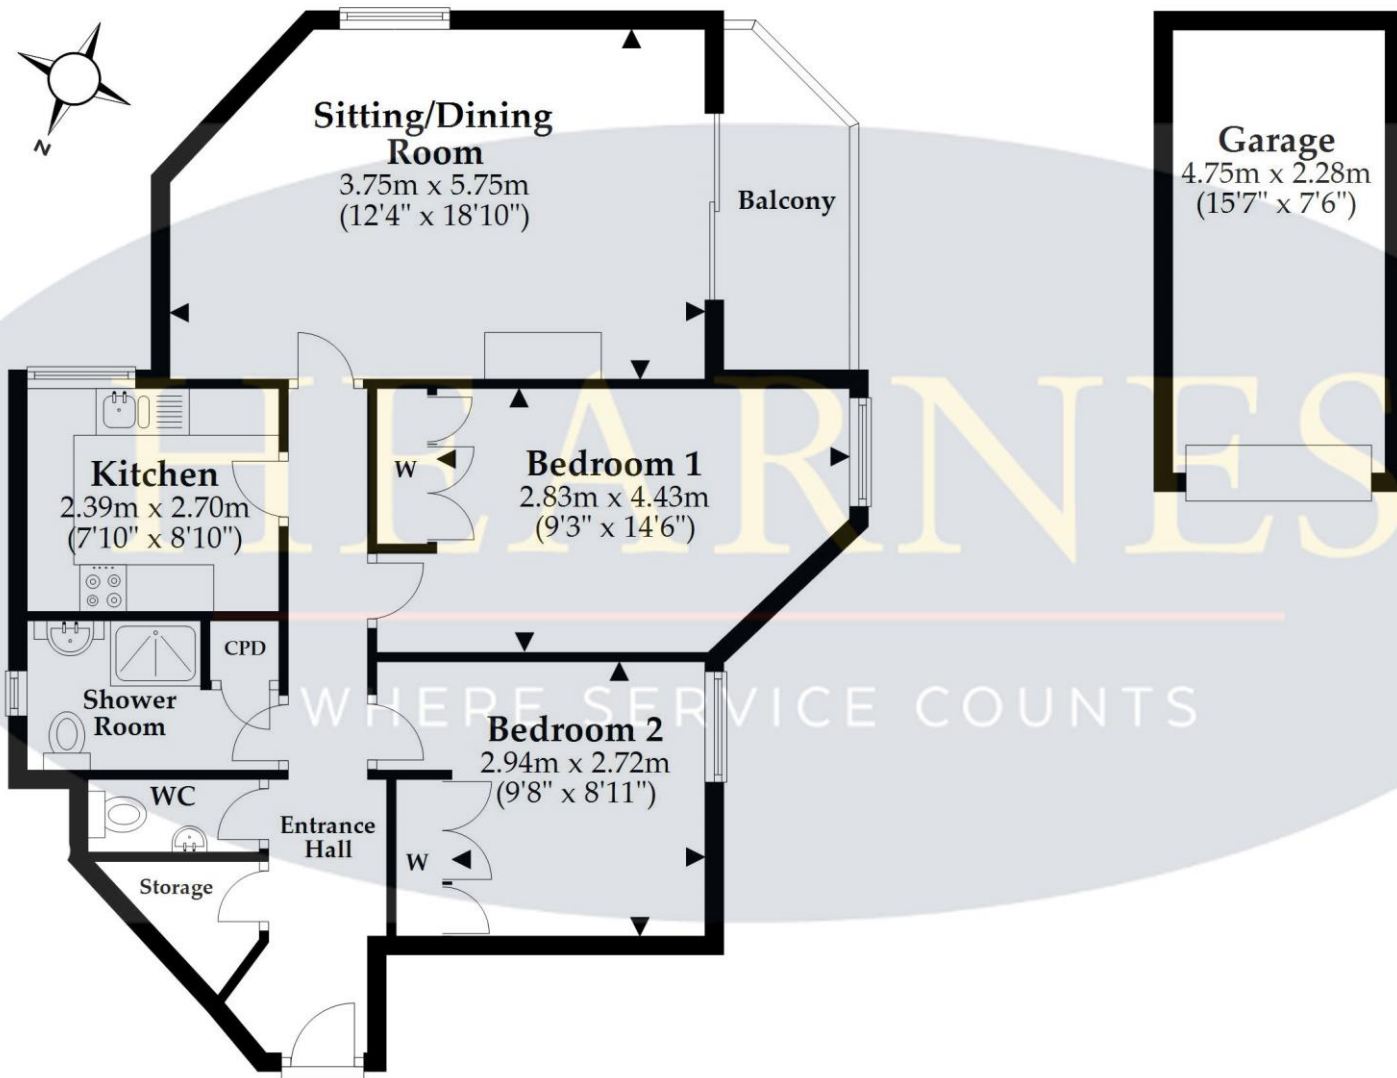 N
Sitting/Dining
Room
3.75m x 5.75m
(12'4" x 18'10")
Balcony
Garage
4.75m x 2.28m
(15'7" x 7'6")
HEARNES
WHERE SERVICE COUNTS
Kitchen
2.39m x 2.70m
(7'10" x 8'10")
W
Bedroom 1
2.83m x 4.43m
(9'3" x 14'6")
CPD
Shower
Room
Bedroom 2
2.94m x 2.72m
(9'8" x 8'11")
WC
Entrance
Hall
W
Storage